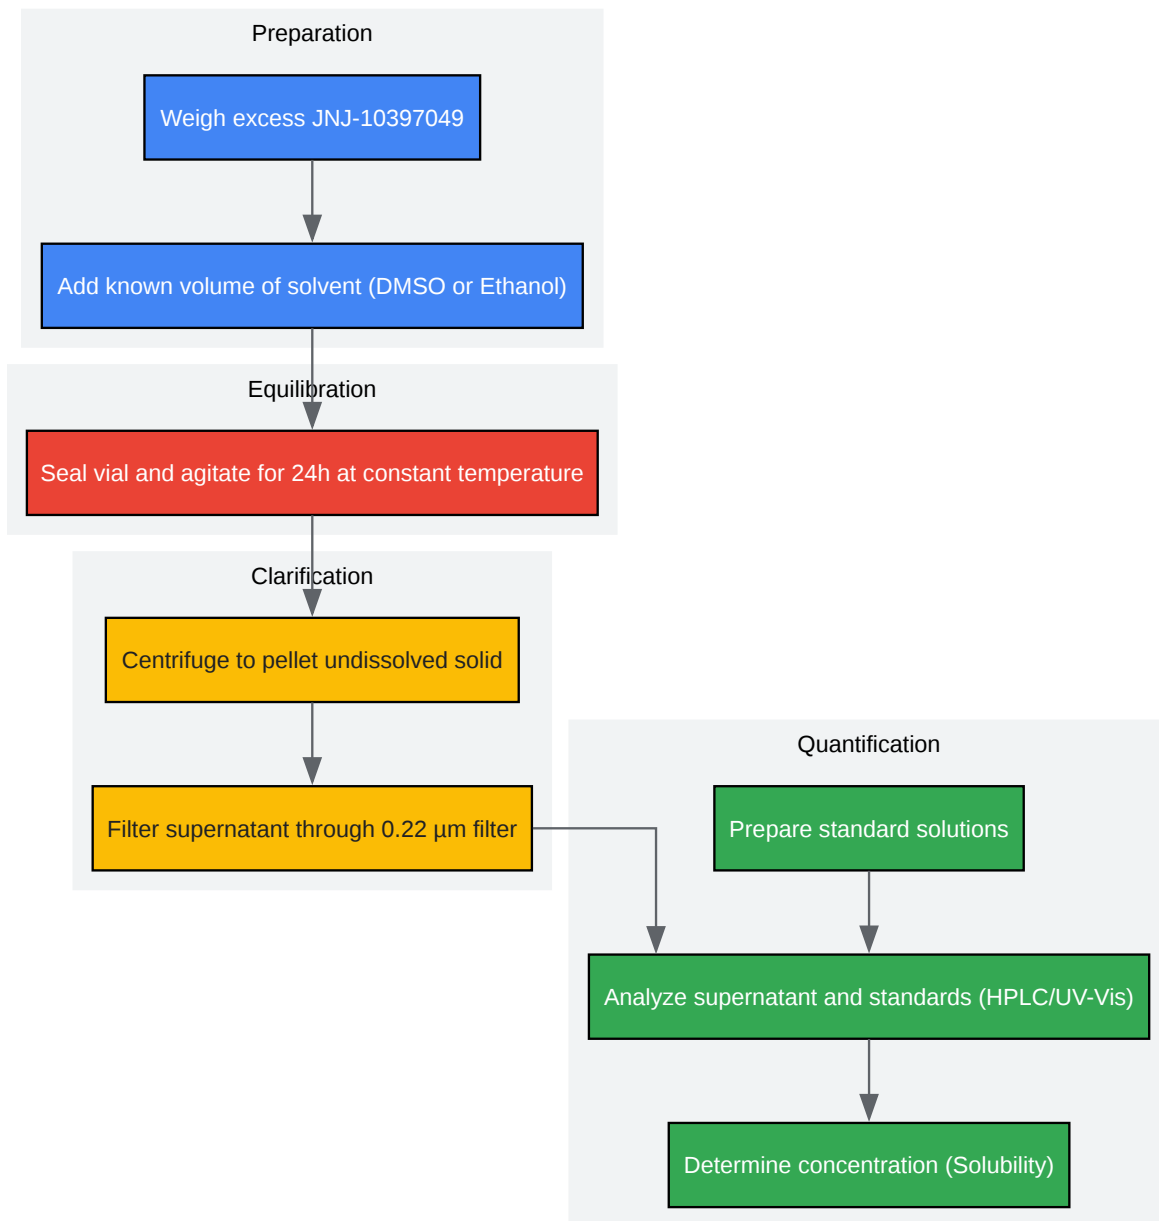 Preparation
Weigh excess JNJ-10397049
Add known volume of solvent (DMSO or Ethanol)
Equilibration
Seal vial and agitate for 24h at constant temperature
Clarification
Centrifuge to pellet undissolved solid
Filter supernatant through 0.22 µm filter
Quantification
Prepare standard solutions
Analyze supernatant and standards (HPLC/UV-Vis)
Determine concentration (Solubility)